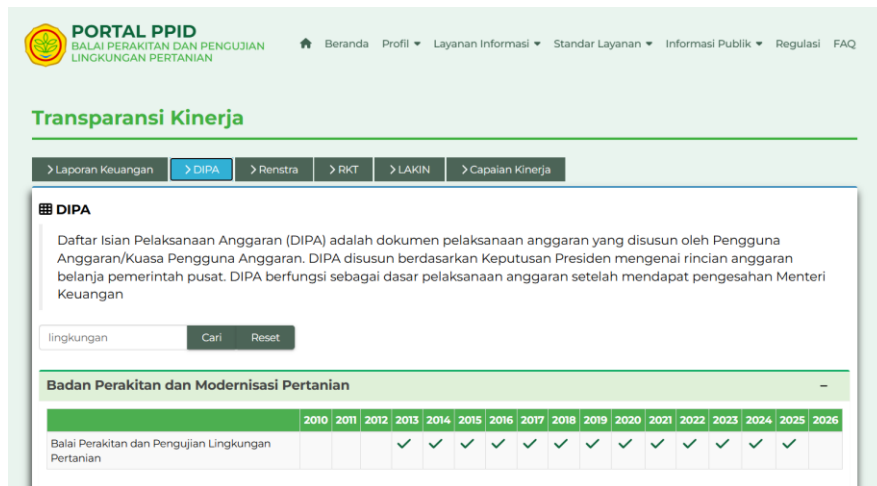 PORTAL PPID
BALAI PERAKITAN DAN PENGUJIAN
LINGKUNGAN PERTANIAN
Beranda Profil Layanan Informasi Standar Layanan Informasi Publik Regulasi FAQ
Transparansi Kinerja
Laporan Keuangan DIPA Renstra RKT LAKIN Capaian Kinerja
DIPA
Daftar Isian Pelaksanaan Anggaran (DIPA) adalah dokumen pelaksanaan anggaran yang disusun oleh Pengguna
Anggaran/Kuasa Pengguna Anggaran. DIPA disusun berdasarkan Keputusan Presiden mengenai rincian anggaran
belanja pemerintah pusat. DIPA berfungsi sebagai dasar pelaksanaan anggaran setelah mendapat pengesahan Menteri
Keuangan
lingkungan Cari Reset
Badan Perakitan dan Modernisasi Pertanian –
2010 2011 2012 2013 2014 2015 2016 2017 2018 2019 2020 2021 2022 2023 2024 2025 2026
Balai Perakitan dan Pengujian Lingkungan ✓ ✓ ✓ ✓ ✓ ✓ ✓ ✓ ✓ ✓ ✓ ✓ ✓
Pertanian